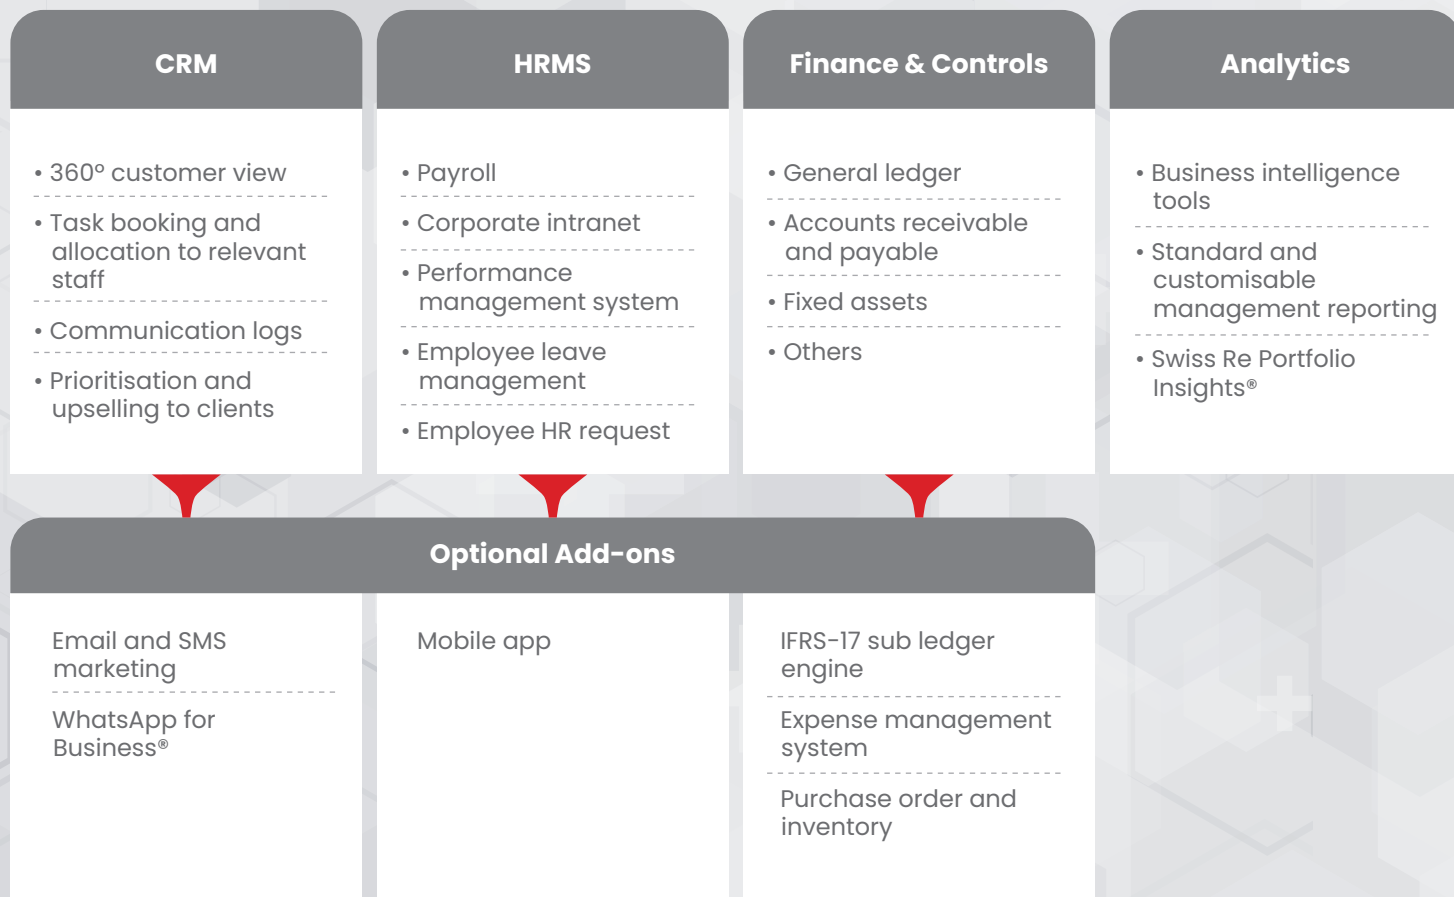 CRM
• 360° customer view
• Task booking and
allocation to relevant
staff
• Communication logs
• Prioritisation and
upselling to clients
HRMS
• Payroll
• Corporate intranet
• Performance
management system
• Employee leave
management
• Employee HR request
Finance & Controls
• General ledger
• Accounts receivable
and payable
• Fixed assets
• Others
Analytics
• Business intelligence
tools
• Standard and
customisable
management reporting
• Swiss Re Portfolio
Insights®
Optional Add-ons
Email and SMS
marketing
WhatsApp for
Business®
Mobile app
IFRS-17 sub ledger
engine
Expense management
system
Purchase order and
inventory